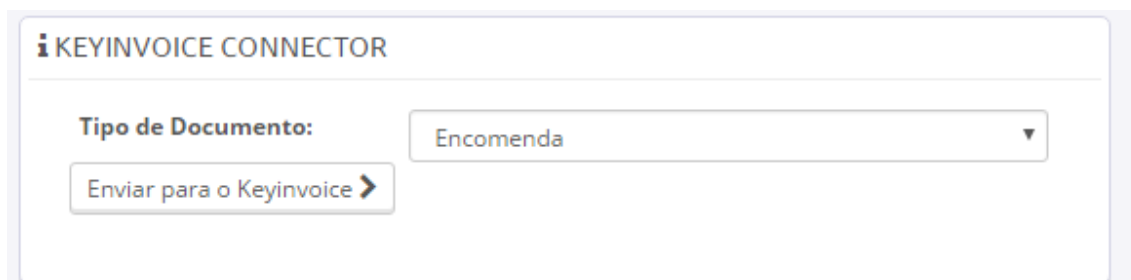 KEYINVOICE CONNECTOR
Tipo de Documento:
Encomenda
Enviar para o Keyinvoice